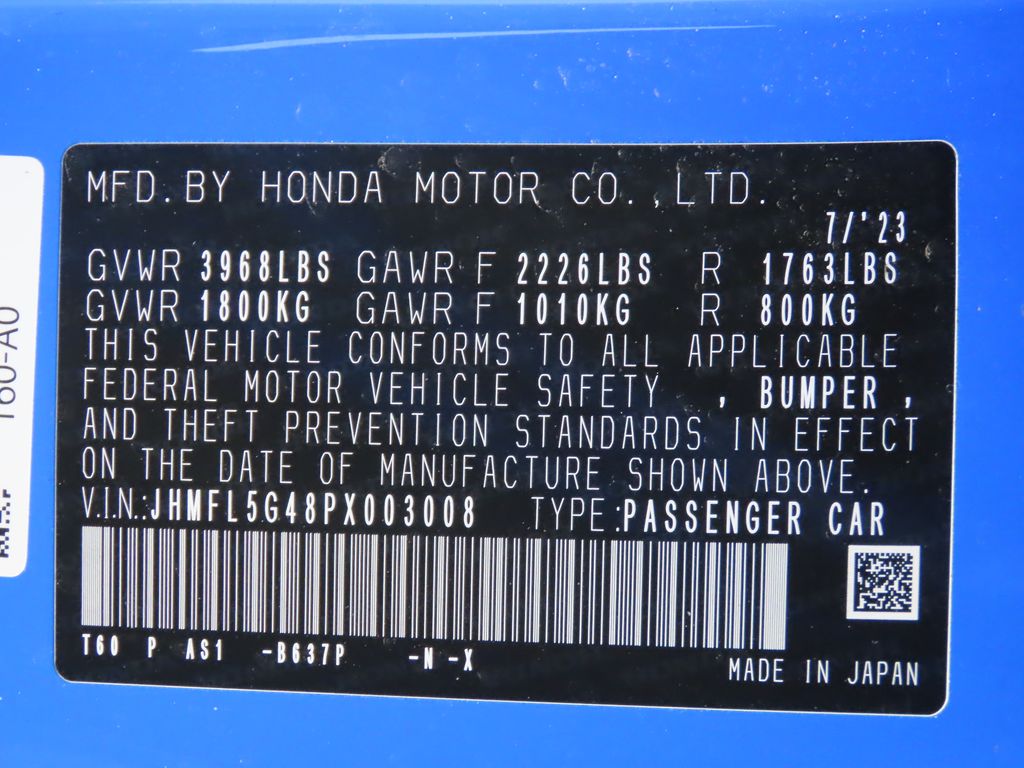 MFD.BY HONDA MOTOR CO.,LTD.
7/'23
GVWR 3968LBS GAWR F 2226LBS R 1763LBS
GVWR 1800KG GAWR F 1010KG R 800KG
THIS VEHICLE CONFORMS TO ALL APPLICABLE
FEDERAL MOTOR VEHICLE SAFETY , BUMPER ,
AND THEFT PREVENTION STANDARDS IN EFFECT
ON THE DATE OF MANUFACTURE SHOWN ABOVE.
V.I.N.:JHMFL5G48PX003008 TYPE:PASSENGER CAR
T60 P AS1 -B637P -N -X
MADE IN JAPAN
T60-A0